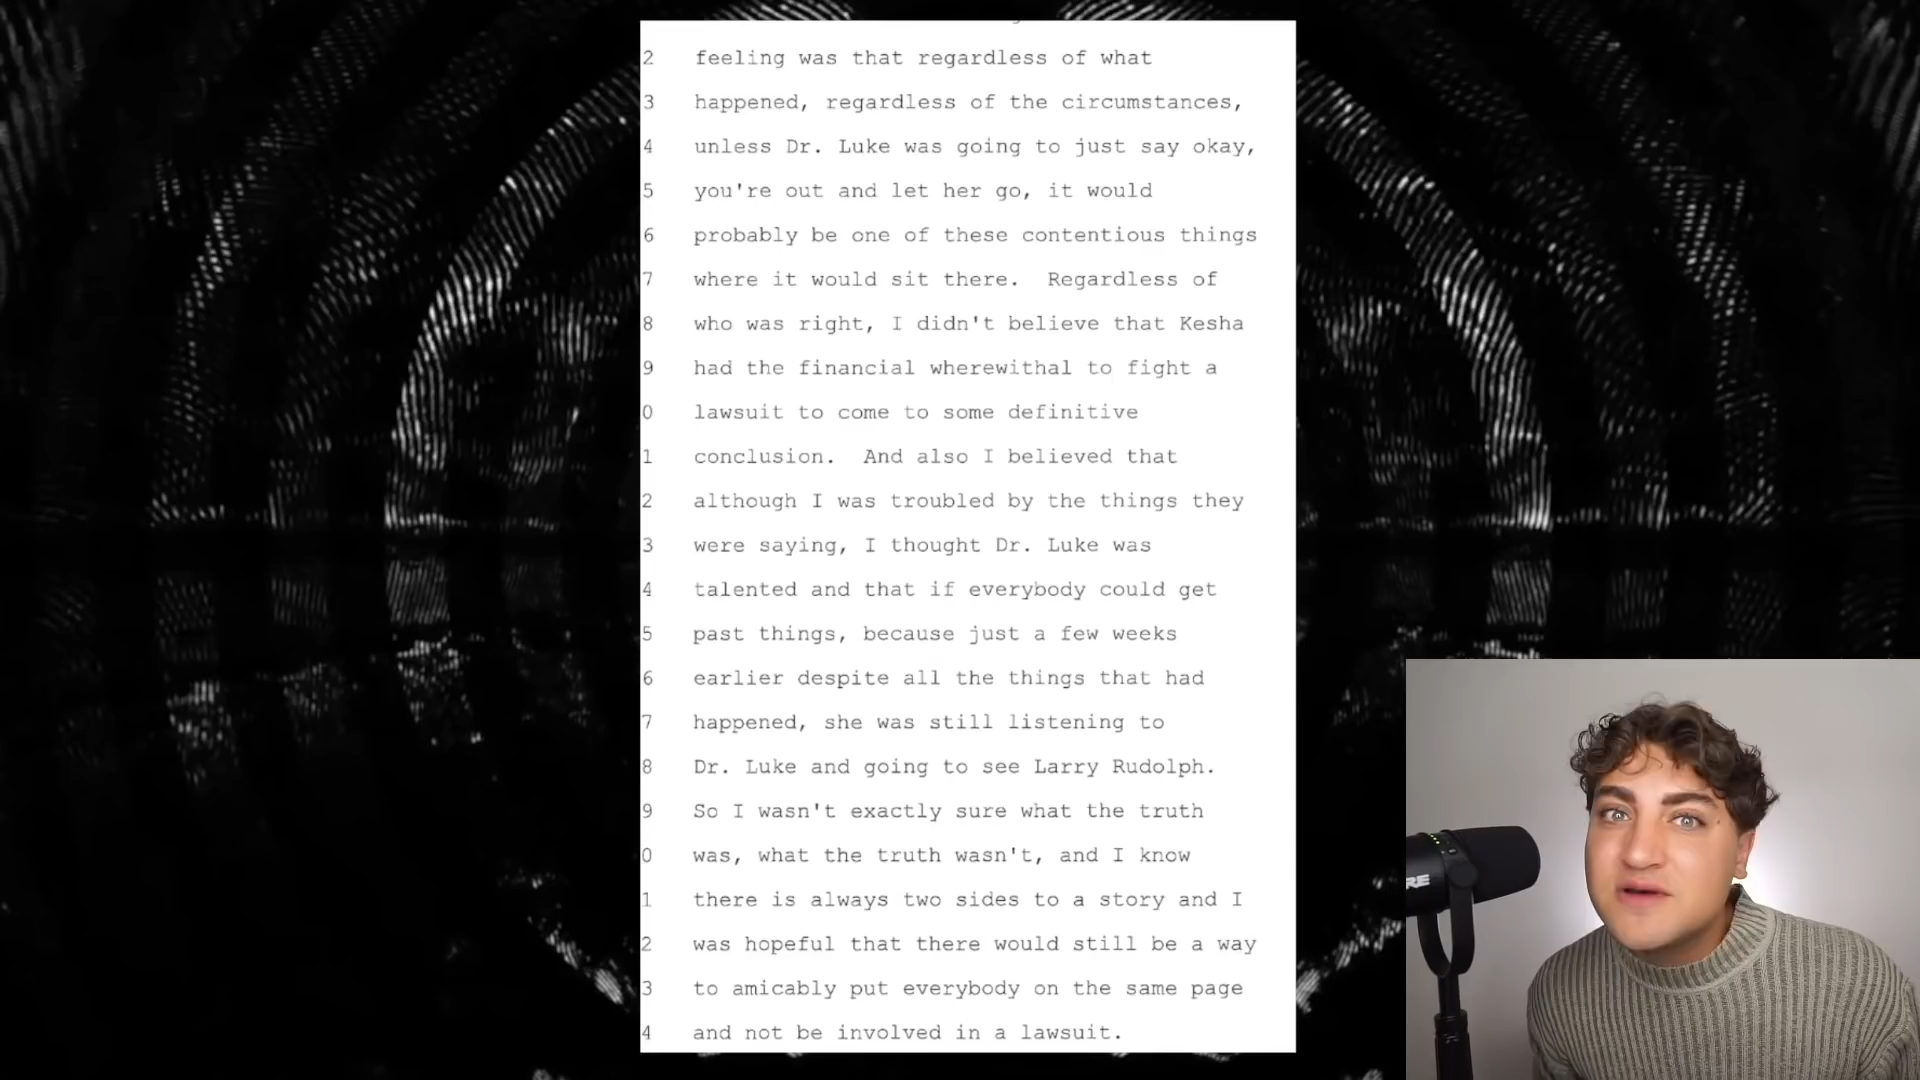 2 feeling was that regardless of what
3 happened, regardless of the circumstances,
4 unless Dr. Luke was going to just say okay,
5 you're out and let her go, it would
6 probably be one of these contentious things
7 where it would sit there. Regardless of
8 who was right, I didn't believe that Kesha
9 had the financial wherewithal to fight a
0 lawsuit to come to some definitive
1 conclusion. And also I believed that
2 although I was troubled by the things they
3 were saying, I thought Dr. Luke was
4 talented and that if everybody could get
5 past things, because just a few weeks
6 earlier despite all the things that had
7 happened, she was still listening to
8 Dr. Luke and going to see Larry Rudolph.
9 So I wasn't exactly sure what the truth
0 was, what the truth wasn't, and I know
1 there is always two sides to a story and I
2 was hopeful that there would still be a way
3 to amicably put everybody on the same page
4 and not be involved in a lawsuit.
RE